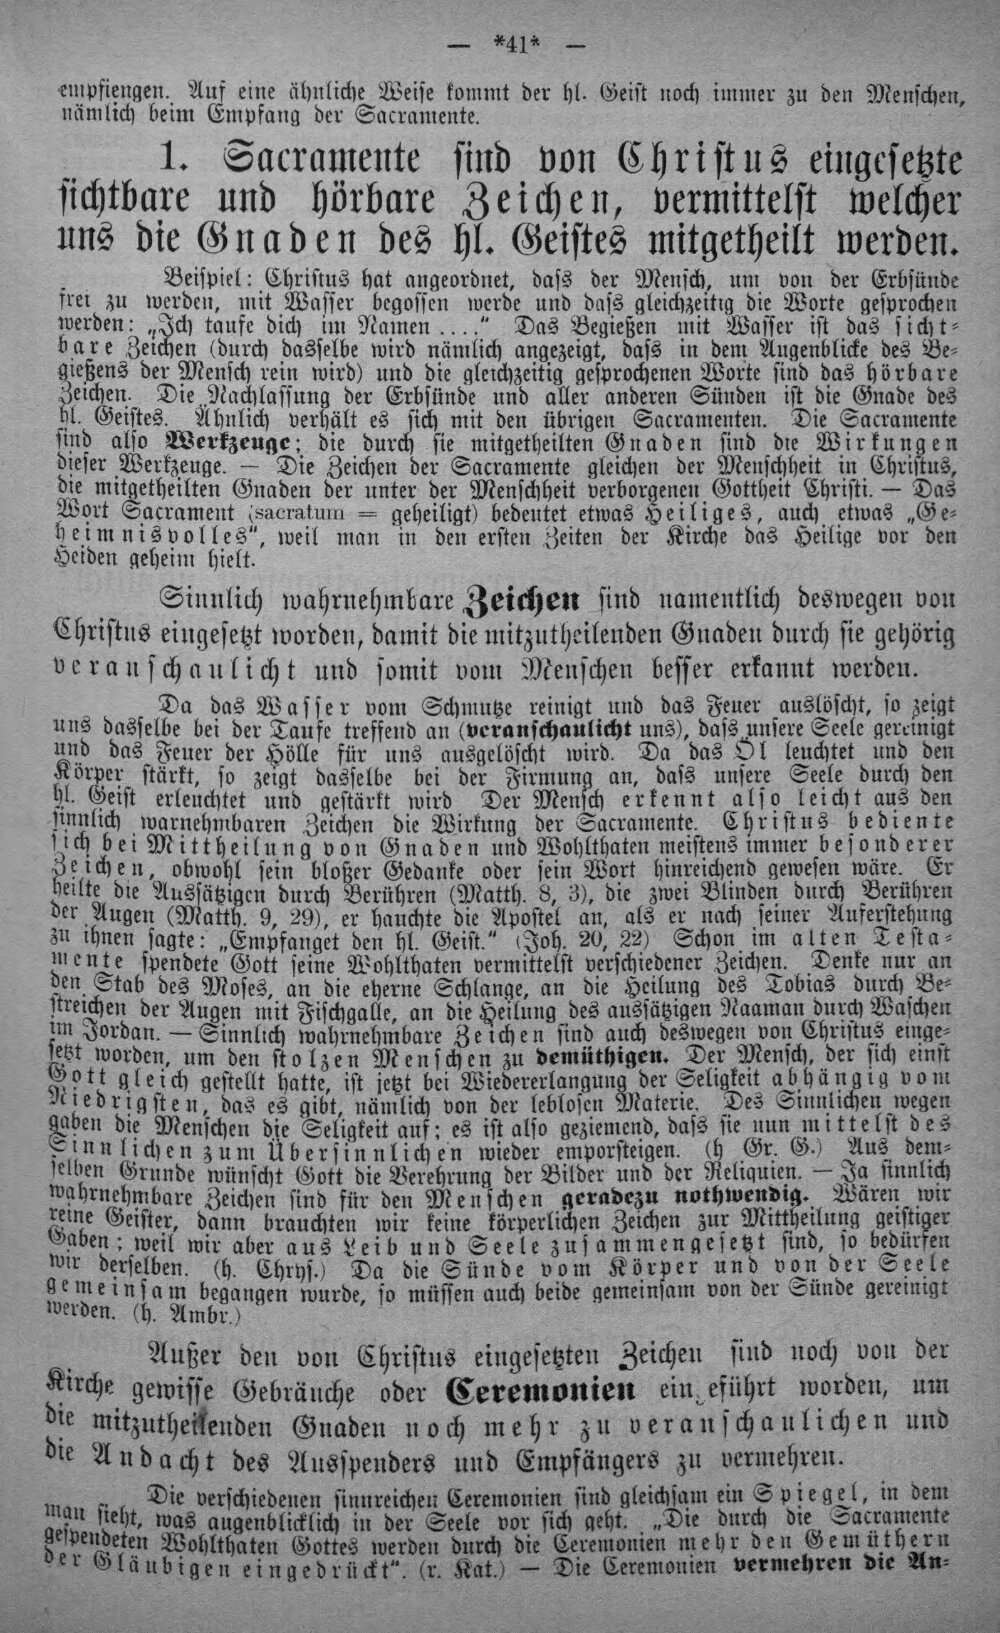 — *41* —
empfiengen. Auf eine ähnliche Weise kommt der hl. Geist noch immer zu den Menschen,
nämlich beim Empfang der Sacramente.
1. Sacramente sind von Christus eingesetzte
sichtbare und hörbare Zeichen, vermittelst welcher
uns die Gnaden des hl. Geistes mitgetheilt werden.
Beispiel: Christus hat angeordnet, dass der Mensch, um von der Erbsünde
frei zu werden, mit Wasser begossen werde und dass gleichzeitig die Worte gesprochen
werden: „Ich taufe dich im Namen ....“ Das Begießen mit Wasser ist das sicht-
bare Zeichen (durch dasselbe wird nämlich angezeigt, dass in dem Augenblicke des Be-
gießens der Mensch rein wird) und die gleichzeitig gesprochenen Worte sind das hörbare
Zeichen. Die Nachlassung der Erbsünde und aller anderen Sünden ist die Gnade des
hl. Geistes. Ähnlich verhält es sich mit den übrigen Sacramenten. Die Sacramente
sind also Werkzeuge; die durch sie mitgetheilten Gnaden sind die Wirkungen
dieser Werkzeuge. — Die Zeichen der Sacramente gleichen der Menschheit in Christus,
die mitgetheilten Gnaden der unter der Menschheit verborgenen Gottheit Christi. — Das
Wort Sacrament (sacratum = geheiligt) bedeutet etwas Heiliges, auch etwas „Ge-
heimnisvolles“, weil man in den ersten Zeiten der Kirche das Heilige vor den
Heiden geheim hielt.
Sinnlich wahrnehmbare Zeichen sind namentlich deswegen von
Christus eingesetzt worden, damit die mitzutheilenden Gnaden durch sie gehörig
veranschaulicht und somit vom Menschen besser erkannt werden.
Da das Wasser vom Schmutze reinigt und das Feuer auslöscht, so zeigt
uns dasselbe bei der Taufe treffend an (veranschaulicht uns), dass unsere Seele gereinigt
und das Feuer der Hölle für uns ausgelöscht wird. Da das Öl leuchtet und den
Körper stärkt, so zeigt dasselbe bei der Firmung an, dass unsere Seele durch den
hl. Geist erleuchtet und gestärkt wird Der Mensch erkennt also leicht aus den
sinnlich warnehmbaren Zeichen die Wirkung der Sacramente. Christus bediente
sich bei Mittheilung von Gnaden und Wohlthaten meistens immer besonderer
Zeichen, obwohl sein bloßer Gedanke oder sein Wort hinreichend gewesen wäre. Er
heilte die Aussätzigen durch Berühren (Matth. 8, 3), die zwei Blinden durch Berühren
der Augen (Matth. 9, 29), er hauchte die Apostel an, als er nach seiner Auferstehung
zu ihnen sagte: „Empfanget den hl. Geist.“ (Joh. 20, 22) Schon im alten Testa-
mente spendete Gott seine Wohlthaten vermittelst verschiedener Zeichen. Denke nur an
den Stab des Moses, an die eherne Schlange, an die Heilung des Tobias durch Be-
streichen der Augen mit Fischgalle, an die Heilung des aussätzigen Naaman durch Waschen
im Jordan. — Sinnlich wahrnehmbare Zeichen sind auch deswegen von Christus einge-
setzt worden, um den stolzen Menschen zu demüthigen. Der Mensch, der sich einst
Gott gleich gestellt hatte, ist jetzt bei Wiedererlangung der Seligkeit abhängig vom
Niedrigsten, das es gibt, nämlich von der leblosen Materie. Des Sinnlichen wegen
gaben die Menschen die Seligkeit auf; es ist also geziemend, dass sie nun mittelst des
Sinnlichen zum Übersinnlichen wieder emporsteigen. (h Gr. G.) Aus dem-
selben Grunde wünscht Gott die Verehrung der Bilder und der Reliquien. — Ja sinnlich
wahrnehmbare Zeichen sind für den Menschen geradezu nothwendig. Wären wir
reine Geister, dann brauchten wir keine körperlichen Zeichen zur Mittheilung geistiger
Gaben; weil wir aber aus Leib und Seele zusammengesetzt sind, so bedürfen
wir derselben. (h. Chrys.) Da die Sünde vom Körper und von der Seele
gemeinsam begangen wurde, so müssen auch beide gemeinsam von der Sünde gereinigt
werden. (h. Ambr.)
Außer den von Christus eingesetzten Zeichen sind noch von der
Kirche gewisse Gebräuche oder Ceremonien ein eführt worden, um
die mitzutheilenden Gnaden noch mehr zu veranschaulichen und
die Andacht des Ausspenders und Empfängers zu vermehren.
Die verschiedenen sinnreichen Ceremonien sind gleichsam ein Spiegel, in dem
man sieht, was augenblicklich in der Seele vor sich geht. „Die durch die Sacramente
gespendeten Wohlthaten Gottes werden durch die Ceremonien mehr den Gemüthern
der Gläubigen eingedrückt“. (r. Kat.) — Die Ceremonien vermehren die An-